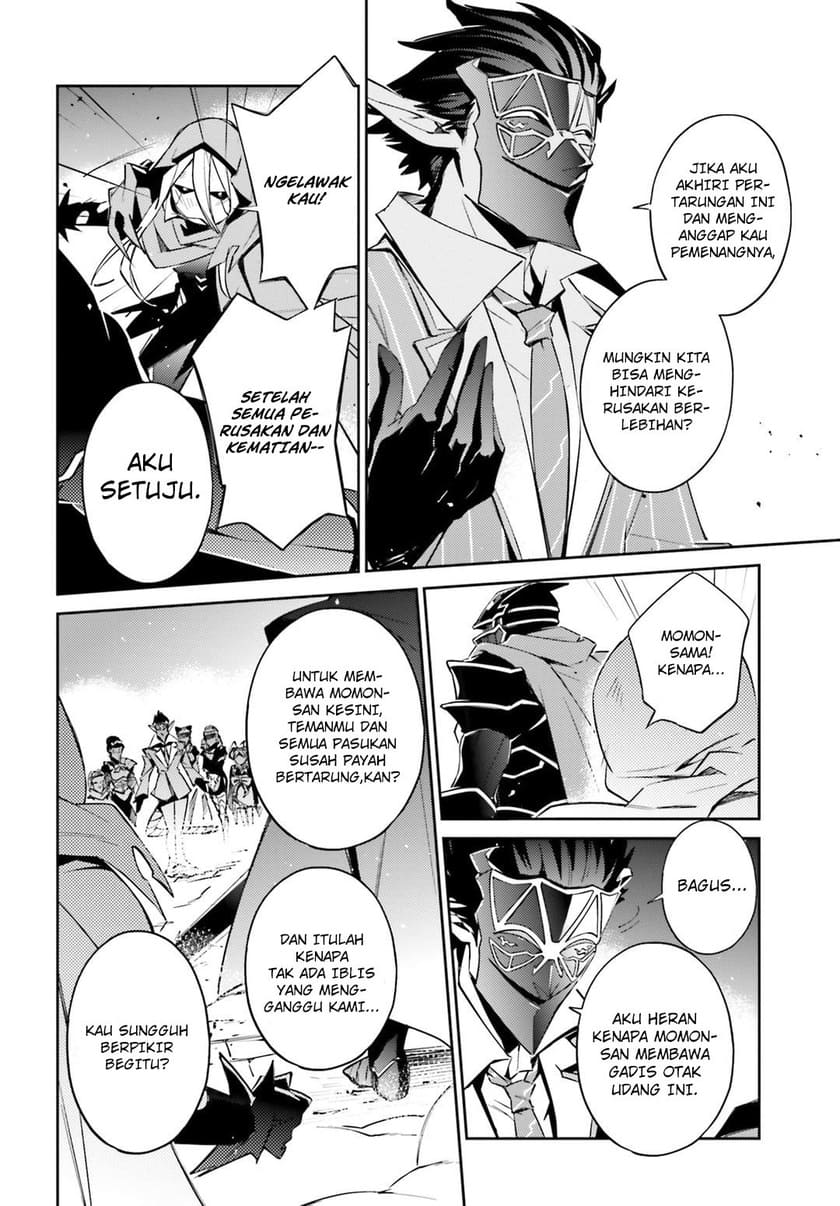 JIKA AKU
AKHIRI PER-
TARUNGAN INI
DAN MENG-
ANGGAP KAU
PEMENANGNYA,
MUNGKIN KITA
BISA MENG-
HINDARI KE-
RUSAKAN BER-
LEBIHAN?
NGELAWAK
KAU!
SETELAH
SEMUA PE-
RUSAKAN DAN
KEMATIAN--
AKU
SETUJU.
MOMON-
SAMA!
KENAPA...
BAGUS...
AKU HERAN
KENAPA MOMON-
SAN MEMBAWA
GADIS OTAK
UDANG INI.
UNTUK MEM-
BAWA MOMON-
SAN KESINI,
TEMANMU DAN
SEMUA PASUKAN
SUSAH PAYAH
BERTARUNG,KAN?
DAN ITULAH
KENAPA
TAK ADA IBLIS
YANG MENG-
GANGGU KAMI...
KAU SUNGGUH
BERPIKIR
BEGITU?